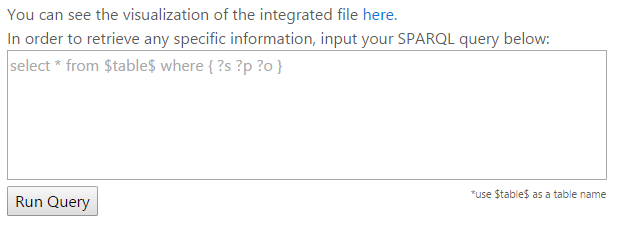 You can see the visualization of the integrated file here.
In order to retrieve any specific information, input your SPARQL query below:
select * from $table$ where { ?s ?p ?o }
Run Query
*use $table$ as a table name